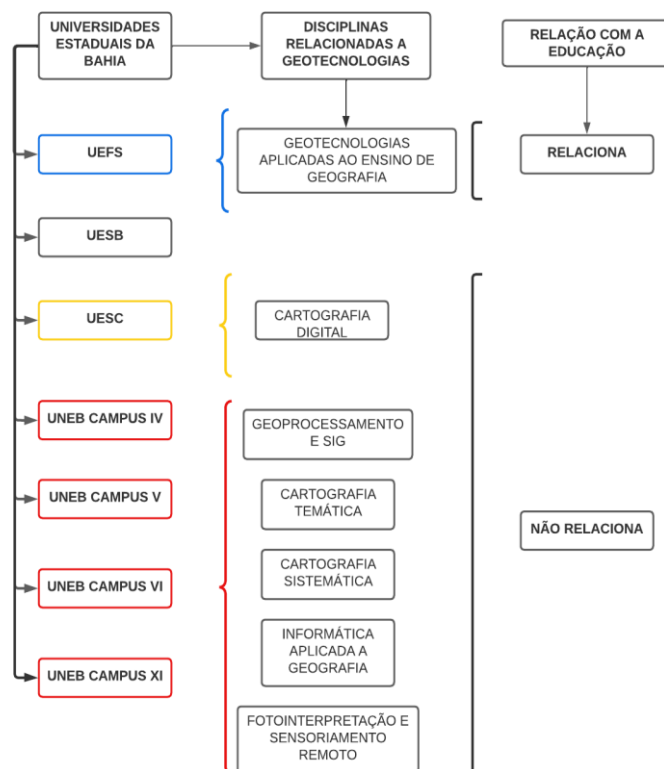 UNIVERSIDADES
ESTADUAIS DA
BAHIA
DISCIPLINAS
RELACIONADAS A
GEOTECNOLOGIAS
RELAÇÃO COM A
EDUCAÇÃO
UEFS
GEOTECNOLOGIAS
APLICADAS AO ENSINO DE
GEOGRAFIA
RELACIONA
UESB
UESC
CARTOGRAFIA
DIGITAL
UNEB CAMPUS IV
GEOPROCESSAMENTO
E SIG
UNEB CAMPUS V
CARTOGRAFIA
TEMÁTICA
NÃO RELACIONA
UNEB CAMPUS VI
CARTOGRAFIA
SISTEMÁTICA
UNEB CAMPUS XI
INFORMÁTICA
APLICADA A
GEOGRAFIA
FOTOINTERPRETAÇÃO E
SENSORIAMENTO
REMOTO